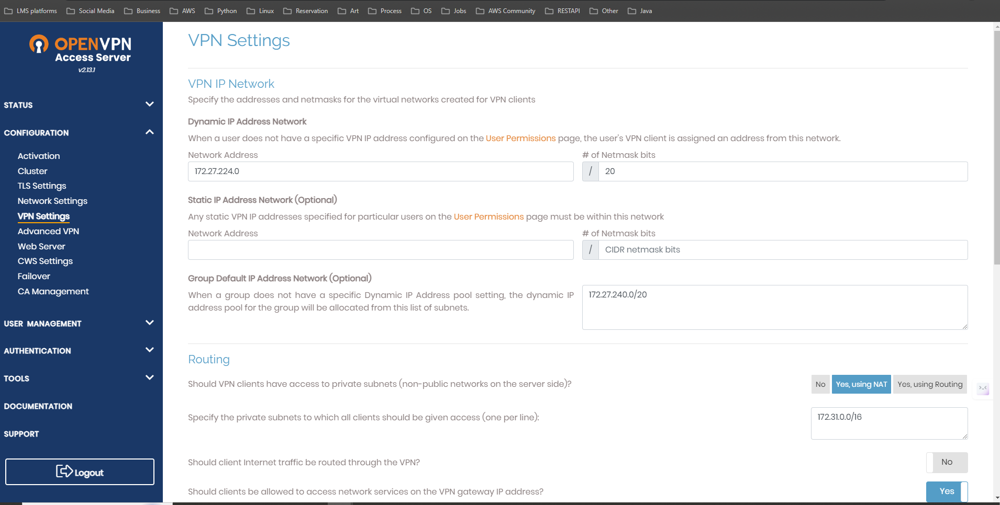 LMS platforms Social Media Business AWS Python Linux Reservation Art Process OS Jobs AWS Community RESTAPI Other Java
OPENVPN
Access Server
v2.13.1
STATUS
CONFIGURATION
Activation
Cluster
TLS Settings
Network Settings
VPN Settings
Advanced VPN
Web Server
CWS Settings
Failover
CA Management
USER MANAGEMENT
AUTHENTICATION
TOOLS
DOCUMENTATION
SUPPORT
Logout
VPN Settings
VPN IP Network
Specify the addresses and netmasks for the virtual networks created for VPN clients
Dynamic IP Address Network
When a user does not have a specific VPN IP address configured on the User Permissions page, the user's VPN client is assigned an address from this network.
Network Address # of Netmask bits
172.27.224.0 / 20
Static IP Address Network (Optional)
Any static VPN IP addresses specified for particular users on the User Permissions page must be within this network
Network Address # of Netmask bits
/ CIDR netmask bits
Group Default IP Address Network (Optional)
When a group does not have a specific Dynamic IP Address pool setting, the dynamic IP
address pool for the group will be allocated from this list of subnets.
172.27.240.0/20
Routing
Should VPN clients have access to private subnets (non-public networks on the server side)? No Yes, using NAT Yes, using Routing
Specify the private subnets to which all clients should be given access (one per line): 172.31.0.0/16
Should client Internet traffic be routed through the VPN? No
Should clients be allowed to access network services on the VPN gateway IP address? Yes